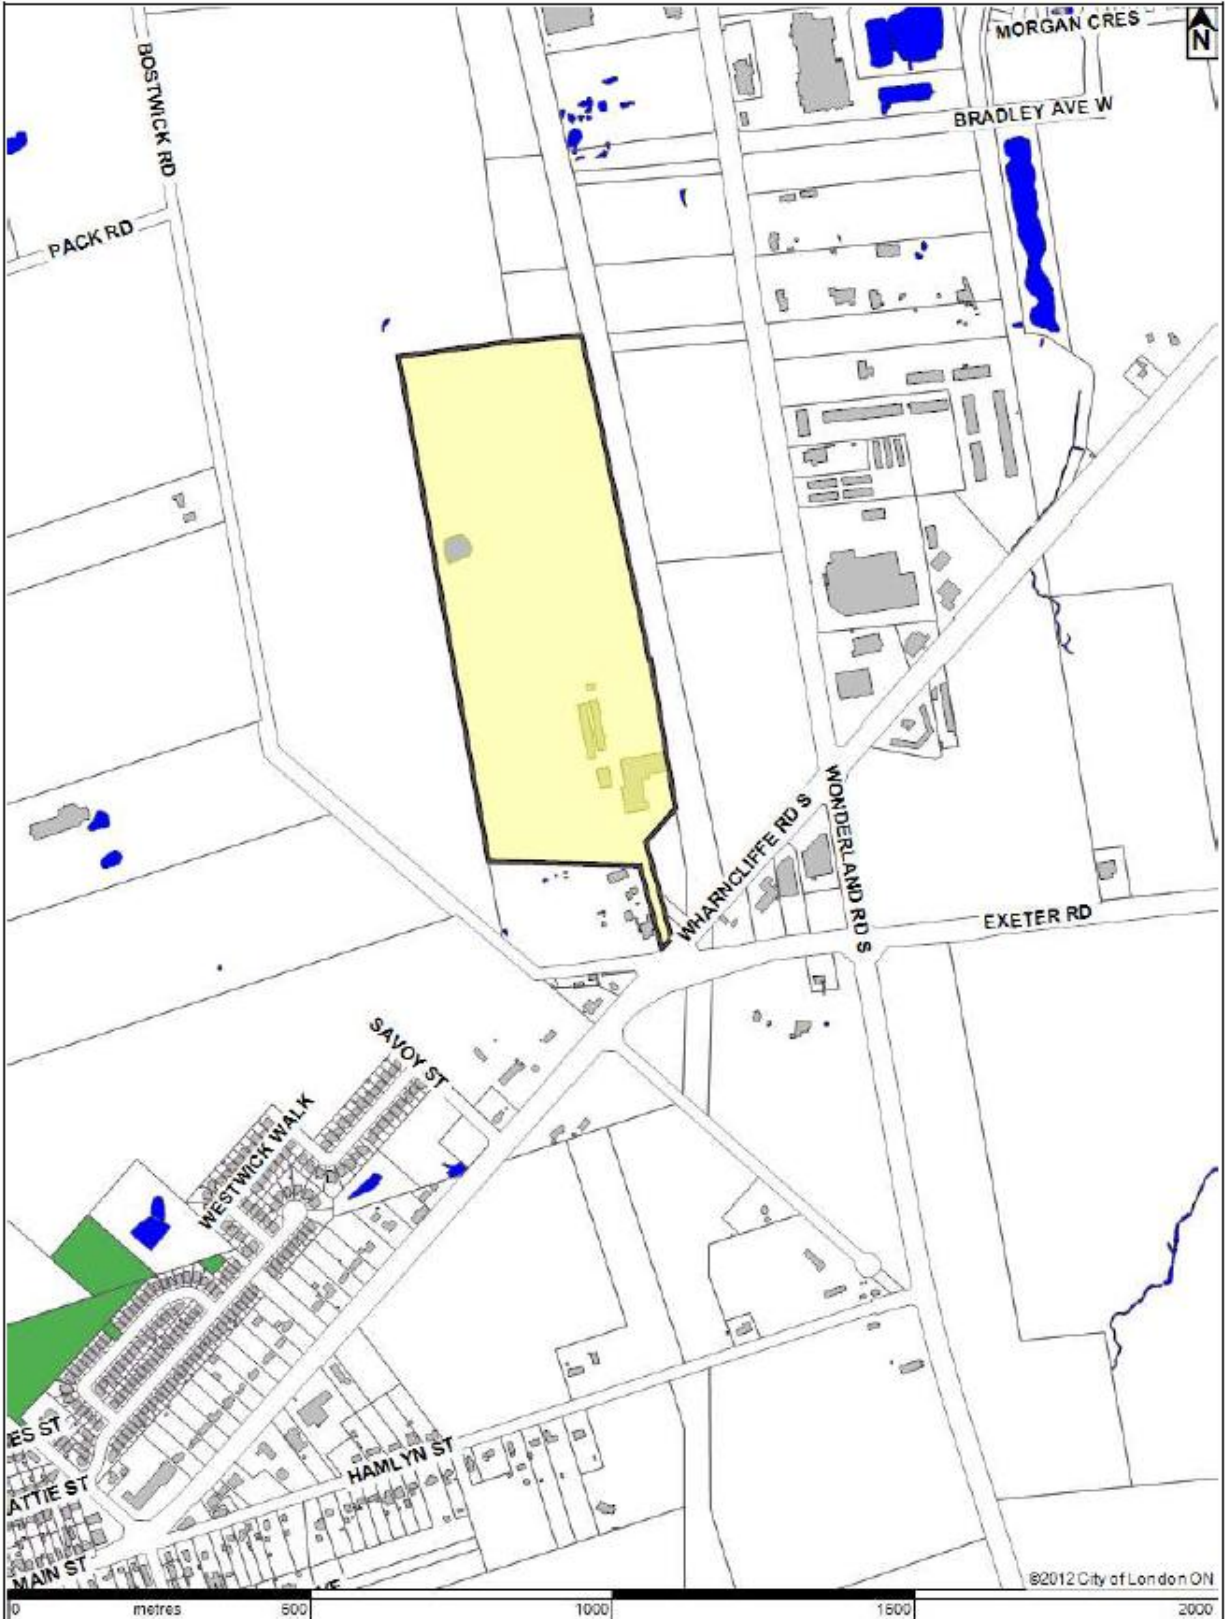 MORGAN CRES
N
BOSTWICK RD
BRADLEY AVE W
PACK RD
WHARNCLIFFE RD S
WONDERLAND RD S
EXETER RD
SAVOY ST
WESTWICK WALK
ES ST
HAMLYN ST
ATTIE ST
MAIN ST
©2012 City of London ON
0 metres 500 1000 1500 2000